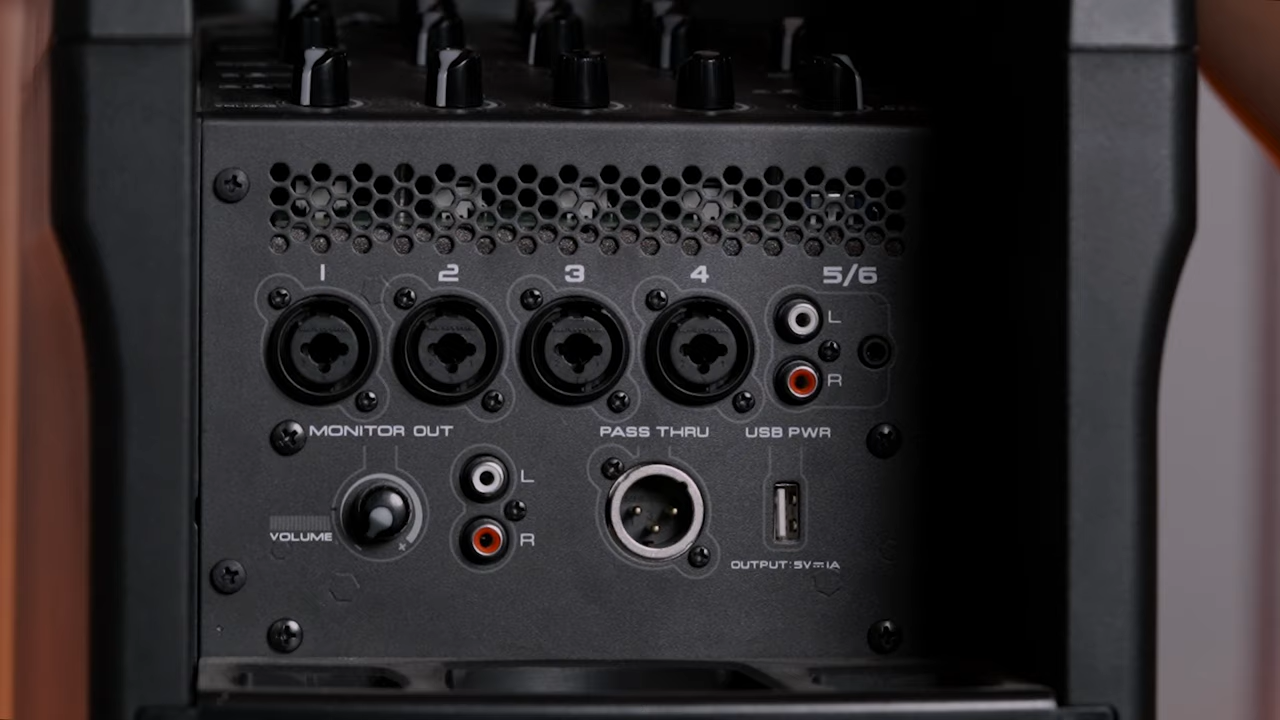 1 2 3 4 5/6
L
R
MONITOR OUT PASS THRU USB PWR
L
VOLUME
R
OUTPUT:5V⎓1A